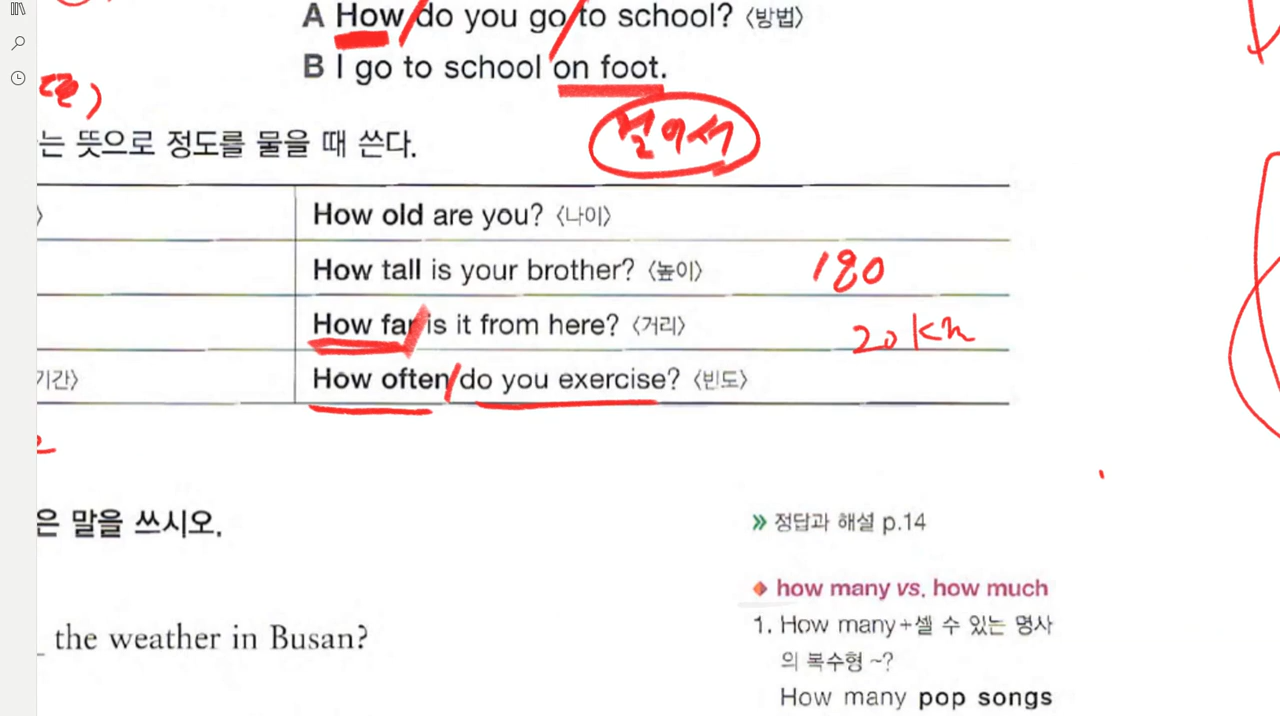 A How do you go to school? 〈방법〉
B I go to school on foot.
걸어서
는 뜻으로 정도를 물을 때 쓴다.
How old are you? 〈나이〉
How tall is your brother? 〈높이〉 180
How far is it from here? 〈거리〉 20 km
기간〉 How often do you exercise? 〈빈도〉
은 말을 쓰시오.
» 정답과 해설 p.14
how many vs. how much
1. How many+셀 수 있는 명사
의 복수형 ~?
_ the weather in Busan?
How many pop songs